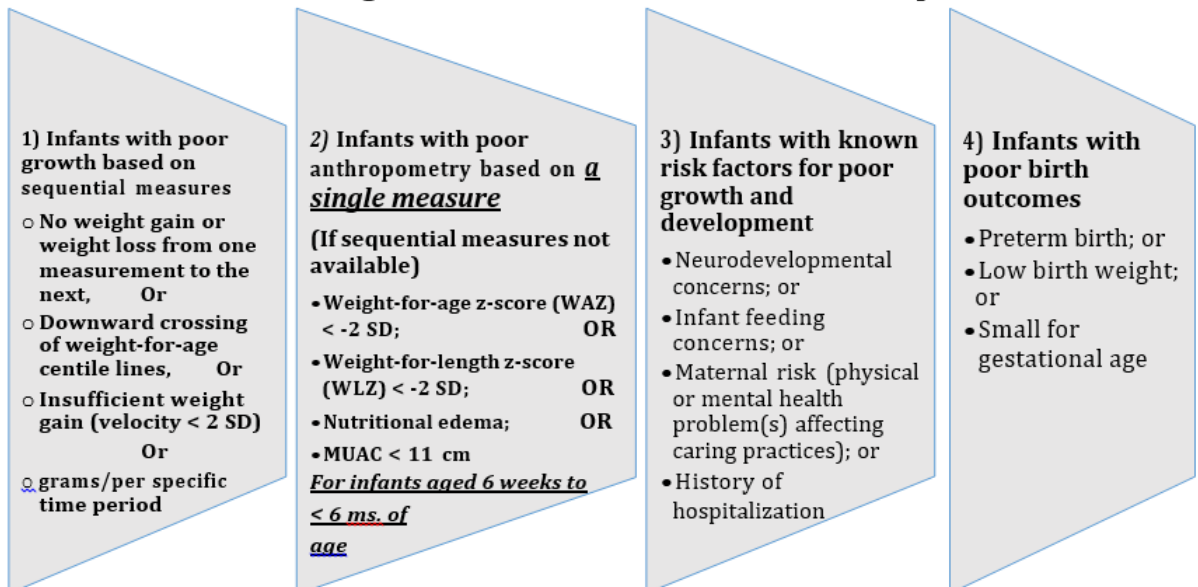 1) Infants with poor
growth based on
sequential measures
o No weight gain or
weight loss from one
measurement to the
next, Or
o Downward crossing
of weight-for-age
centile lines, Or
o Insufficient weight
gain (velocity < 2 SD)
Or
o grams/per specific
time period
2) Infants with poor
anthropometry based on a
single measure
(If sequential measures not
available)
• Weight-for-age z-score (WAZ)
< -2 SD; OR
• Weight-for-length z-score
(WLZ) < -2 SD; OR
• Nutritional edema; OR
• MUAC < 11 cm
For infants aged 6 weeks to
< 6 ms. of
age
3) Infants with known
risk factors for poor
growth and
development
• Neurodevelopmental
concerns; or
• Infant feeding
concerns; or
• Maternal risk (physical
or mental health
problem(s) affecting
caring practices); or
• History of
hospitalization
4) Infants with
poor birth
outcomes
• Preterm birth; or
• Low birth weight;
or
• Small for
gestational age